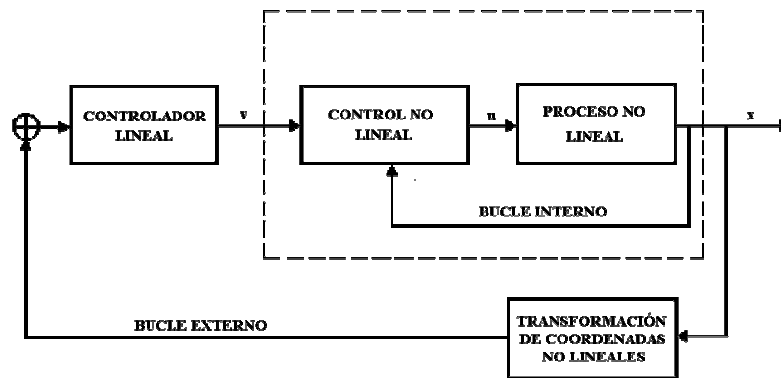 CONTROLADOR
LINEAL
v
CONTROL NO
LINEAL
u
PROCESO NO
LINEAL
x
BUCLE INTERNO
BUCLE EXTERNO
TRANSFORMACIÓN
DE COORDENADAS
NO LINEALES